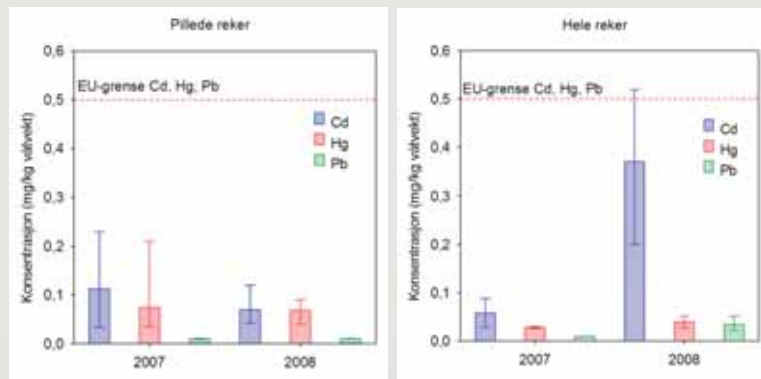 Pillede reker
Konsentrasjon (mg/kg våtvekt)
0,6
0,5
0,4
0,3
0,2
0,1
0,0
EU-grense Cd, Hg, Pb
Cd
Hg
Pb
2007
2008
Hele reker
Konsentrasjon (mg/kg våtvekt)
0,6
0,5
0,4
0,3
0,2
0,1
0,0
EU-grense Cd, Hg, Pb
Cd
Hg
Pb
2007
2008